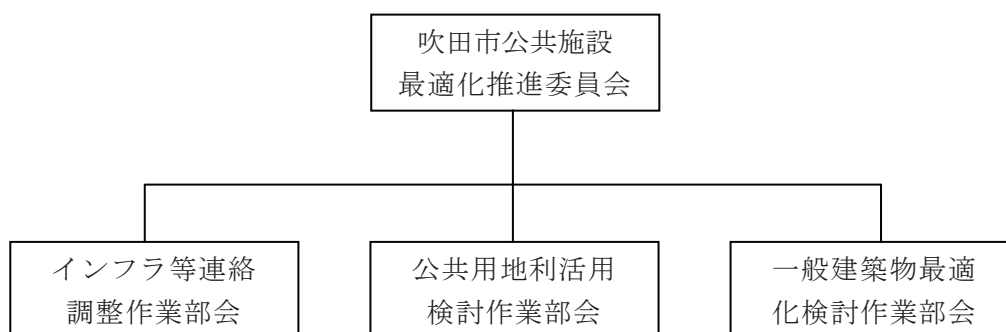 吹田市公共施設
最適化推進委員会
インフラ等連絡
調整作業部会
公共用地利活用
検討作業部会
一般建築物最適
化検討作業部会